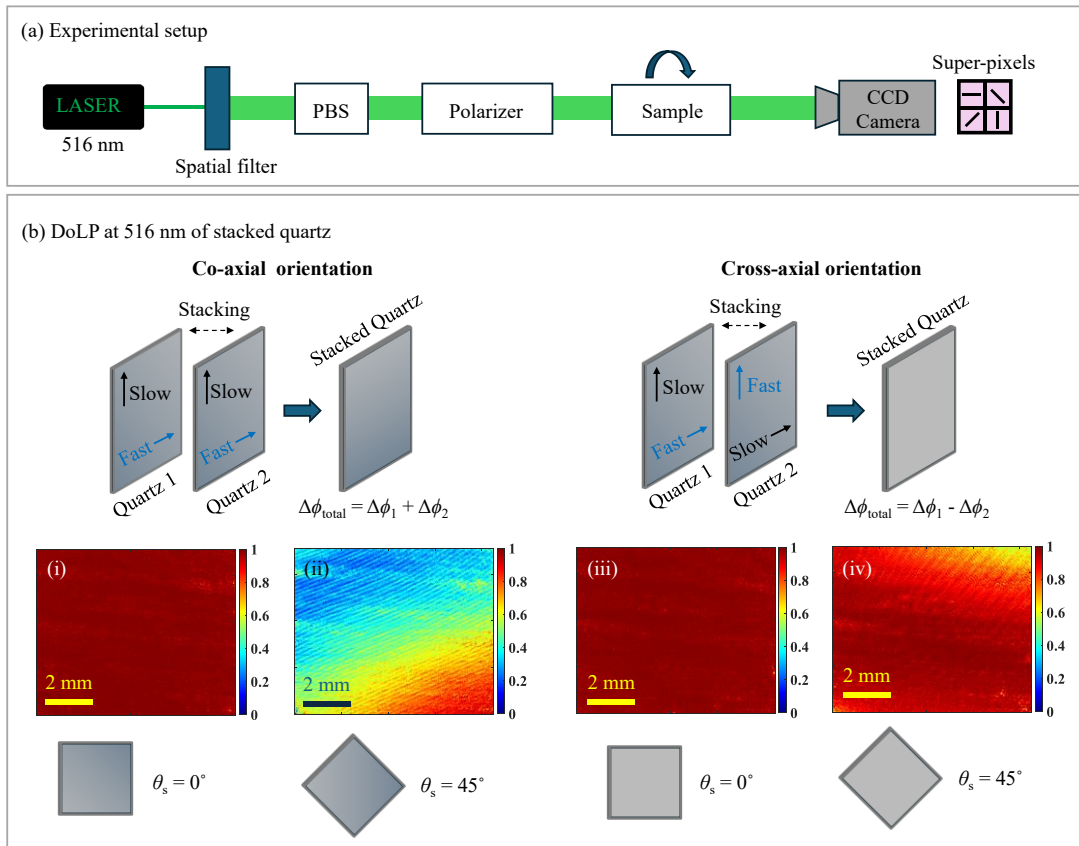 (a) Experimental setup
LASER
516 nm
Spatial filter
PBS
Polarizer
Sample
CCD
Camera
Super-pixels
(b) DoLP at 516 nm of stacked quartz
Co-axial orientation
Stacking
Slow
Fast
Quartz 1
Slow
Fast
Quartz 2
Stacked Quartz
Δϕtotal = Δϕ1 + Δϕ2
Cross-axial orientation
Stacking
Slow
Fast
Quartz 1
Fast
Slow
Quartz 2
Stacked Quartz
Δϕtotal = Δϕ1 - Δϕ2
(i)
2 mm
1
0.8
0.6
0.4
0.2
0
(ii)
2 mm
1
0.8
0.6
0.4
0.2
0
(iii)
2 mm
1
0.8
0.6
0.4
0.2
0
(iv)
2 mm
1
0.8
0.6
0.4
0.2
0
θs = 0°
θs = 45°
θs = 0°
θs = 45°